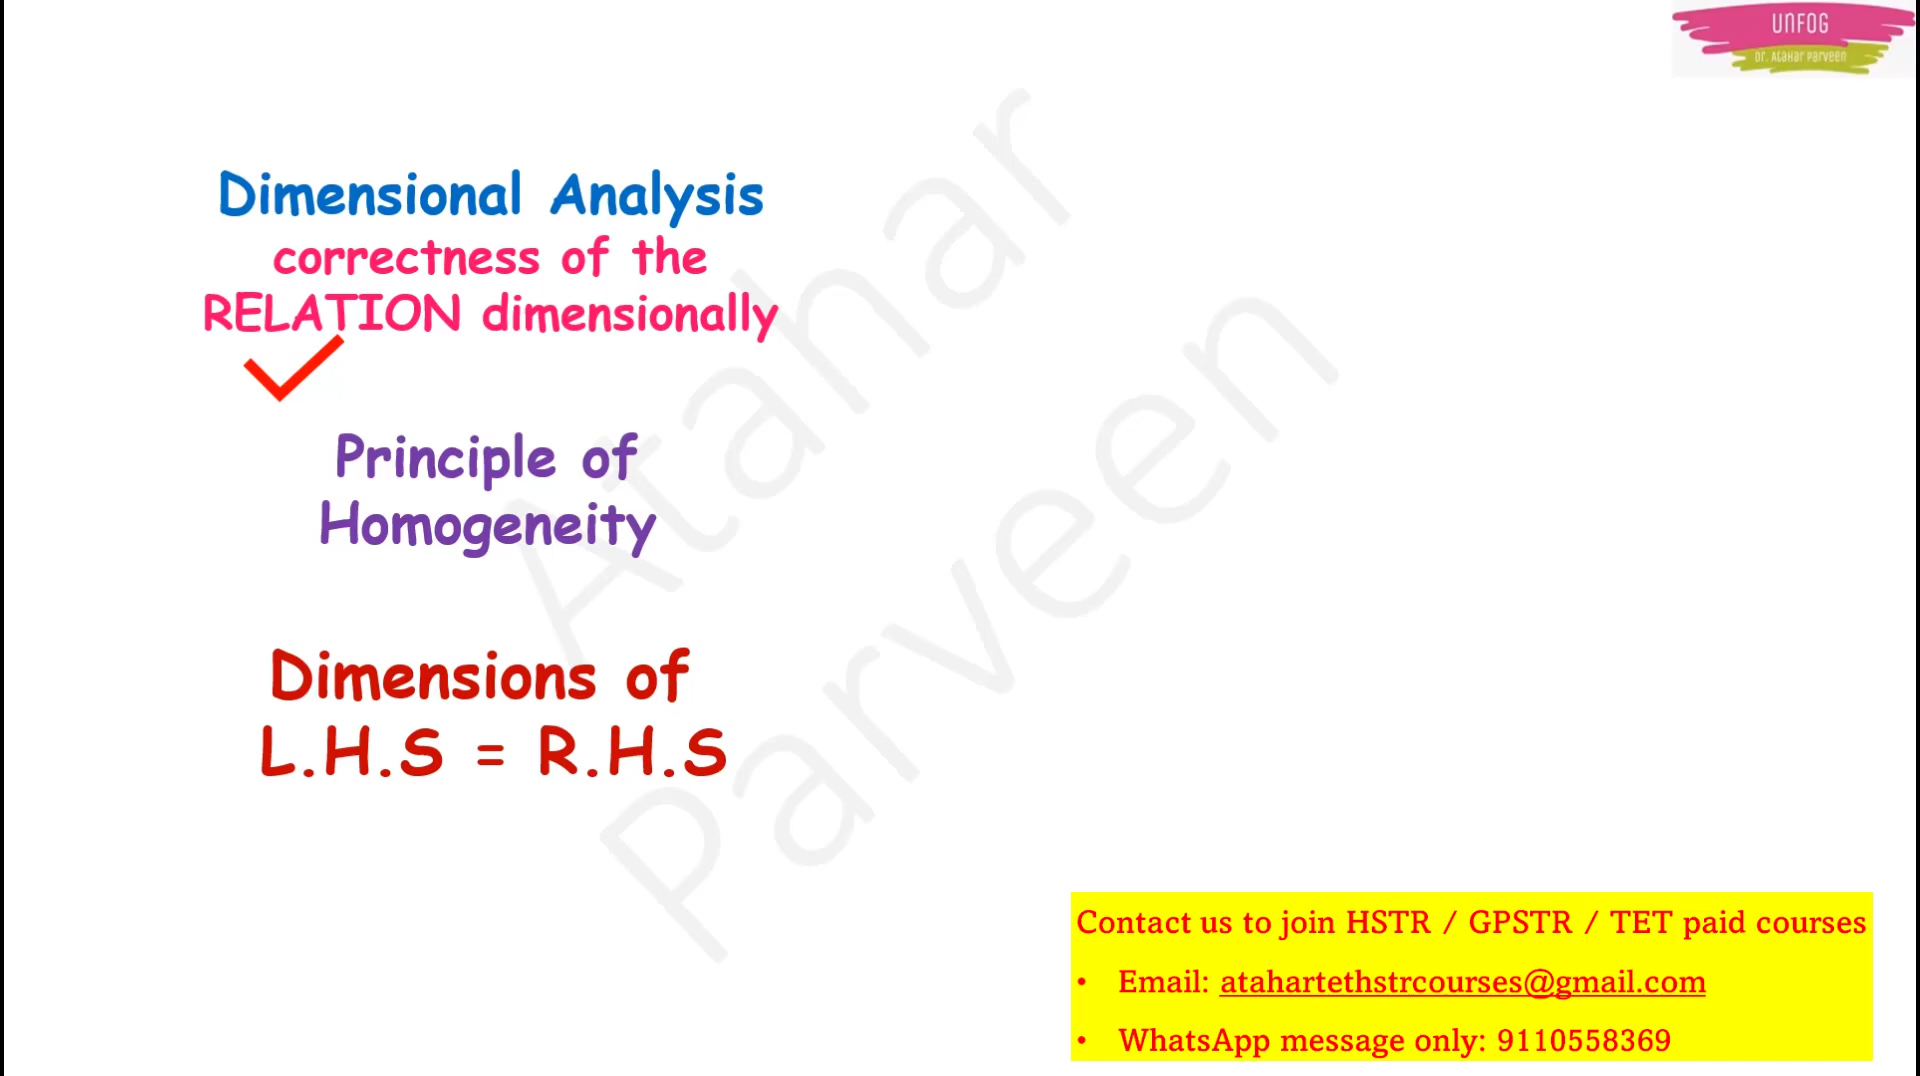 UNFOG
Dr. Atahar Parveen
Dimensional Analysis
correctness of the
RELATION dimensionally
Principle of
Homogeneity
Dimensions of
L.H.S = R.H.S
Atahar
Parveen
Contact us to join HSTR / GPSTR / TET paid courses
• Email: atahartethstrcourses@gmail.com
• WhatsApp message only: 9110558369